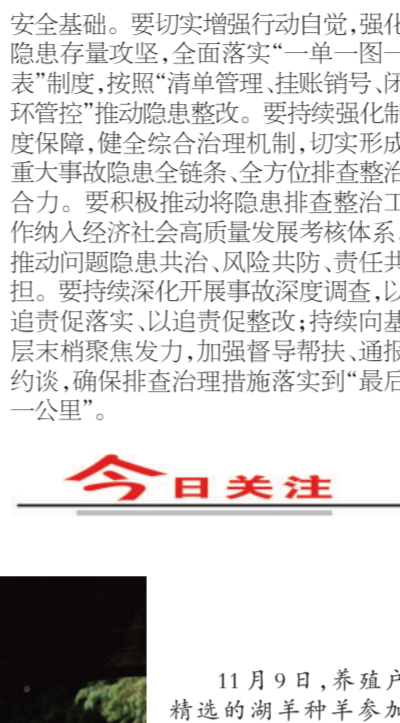 安全基础。要切实增强行动自觉,强化
隐患存量攻坚,全面落实“一单一图一
表”制度,按照“清单管理、挂账销号、闭
环管控”推动隐患整改。要持续强化制
度保障,健全综合治理机制,切实形成
重大事故隐患全链条、全方位排查整治
合力。要积极推动将隐患排查整治工
作纳入经济社会高质量发展考核体系,
推动问题隐患共治、风险共防、责任共
担。要持续深化开展事故深度调查,以
追责促落实、以追责促整改;持续向基
层末梢聚焦发力,加强督导帮扶、通报
约谈,确保排查治理措施落实到“最后
一公里”。
今日关注
11月9日,养殖户
精选的湖羊种羊参加